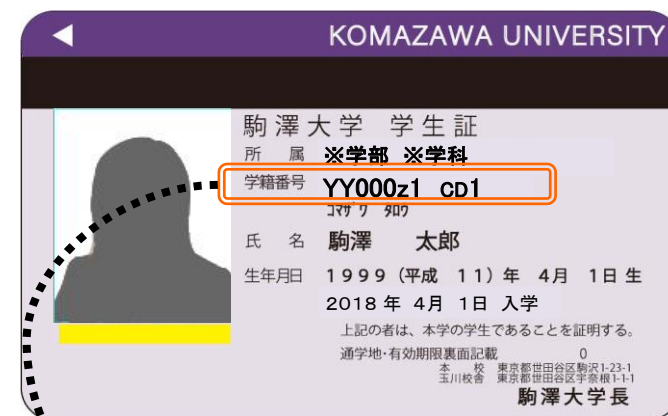 KOMAZAWA UNIVERSITY
駒澤大学 学生証
所 属 ※学部 ※学科
学籍番号 YY000z1 CD1
コマザワ タロウ
氏 名 駒澤 太郎
生年月日 1999（平成 11）年 4月 1日 生
2018 年 4月 1日 入学
上記の者は、本学の学生であることを証明する。
通学地･有効期限裏面記載 0
本 校 東京都世田谷区駒沢1-23-1
玉川校舎 東京都世田谷区宇奈根1-1-1
駒澤大学長